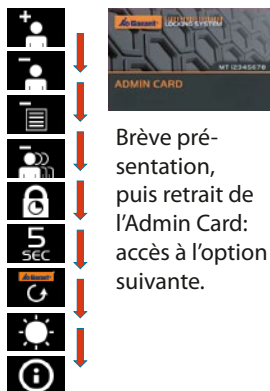 5
SEC
LOCKING SYSTEM
MT 12345678
ADMIN CARD
Brève pré-
sentation,
puis retrait de
l’Admin Card:
accès à l’option
suivante.